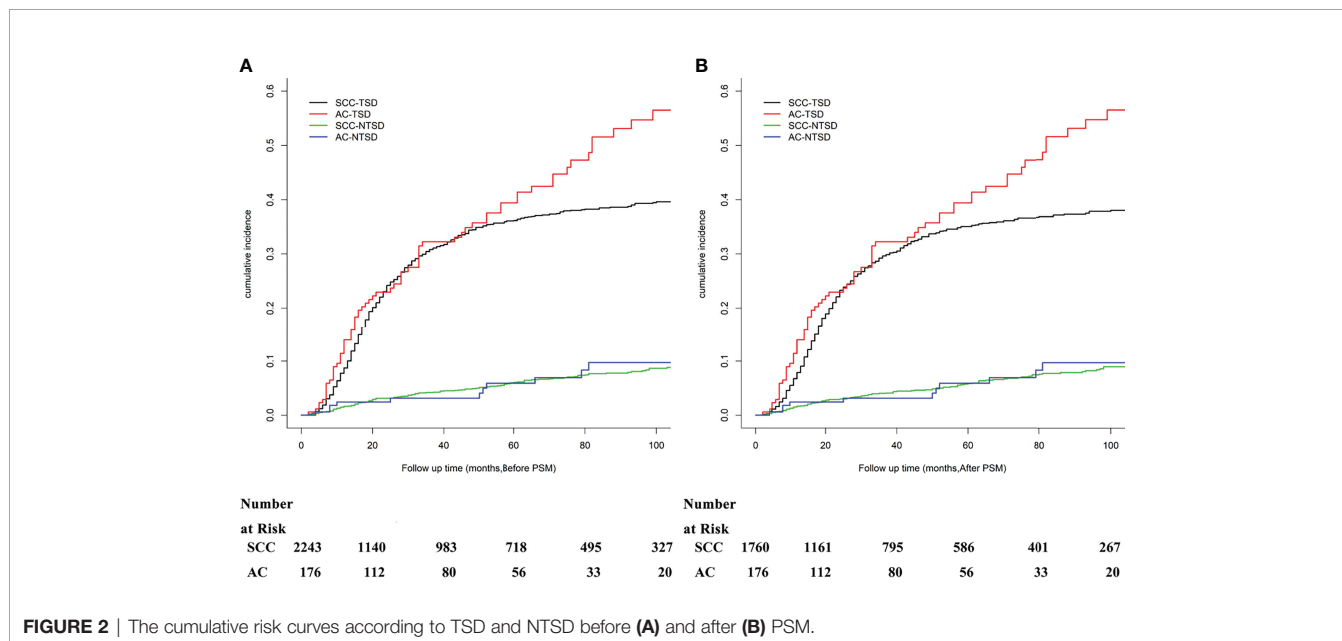 A
0.6
0.5
0.4
0.3
0.2
0.1
0.0
cumulative incidence
SCC-TSD
AC-TSD
SCC-NTSD
AC-NTSD
0 20 40 60 80 100
Follow up time (months,Before PSM)
Number
at Risk
SCC 2243 1140 983 718 495 327
AC 176 112 80 56 33 20
B
0.6
0.5
0.4
0.3
0.2
0.1
0.0
cumulative incidence
SCC-TSD
AC-TSD
SCC-NTSD
AC-NTSD
0 20 40 60 80 100
Follow up time (months,After PSM)
Number
at Risk
SCC 1760 1161 795 586 401 267
AC 176 112 80 56 33 20
FIGURE 2 | The cumulative risk curves according to TSD and NTSD before (A) and after (B) PSM.